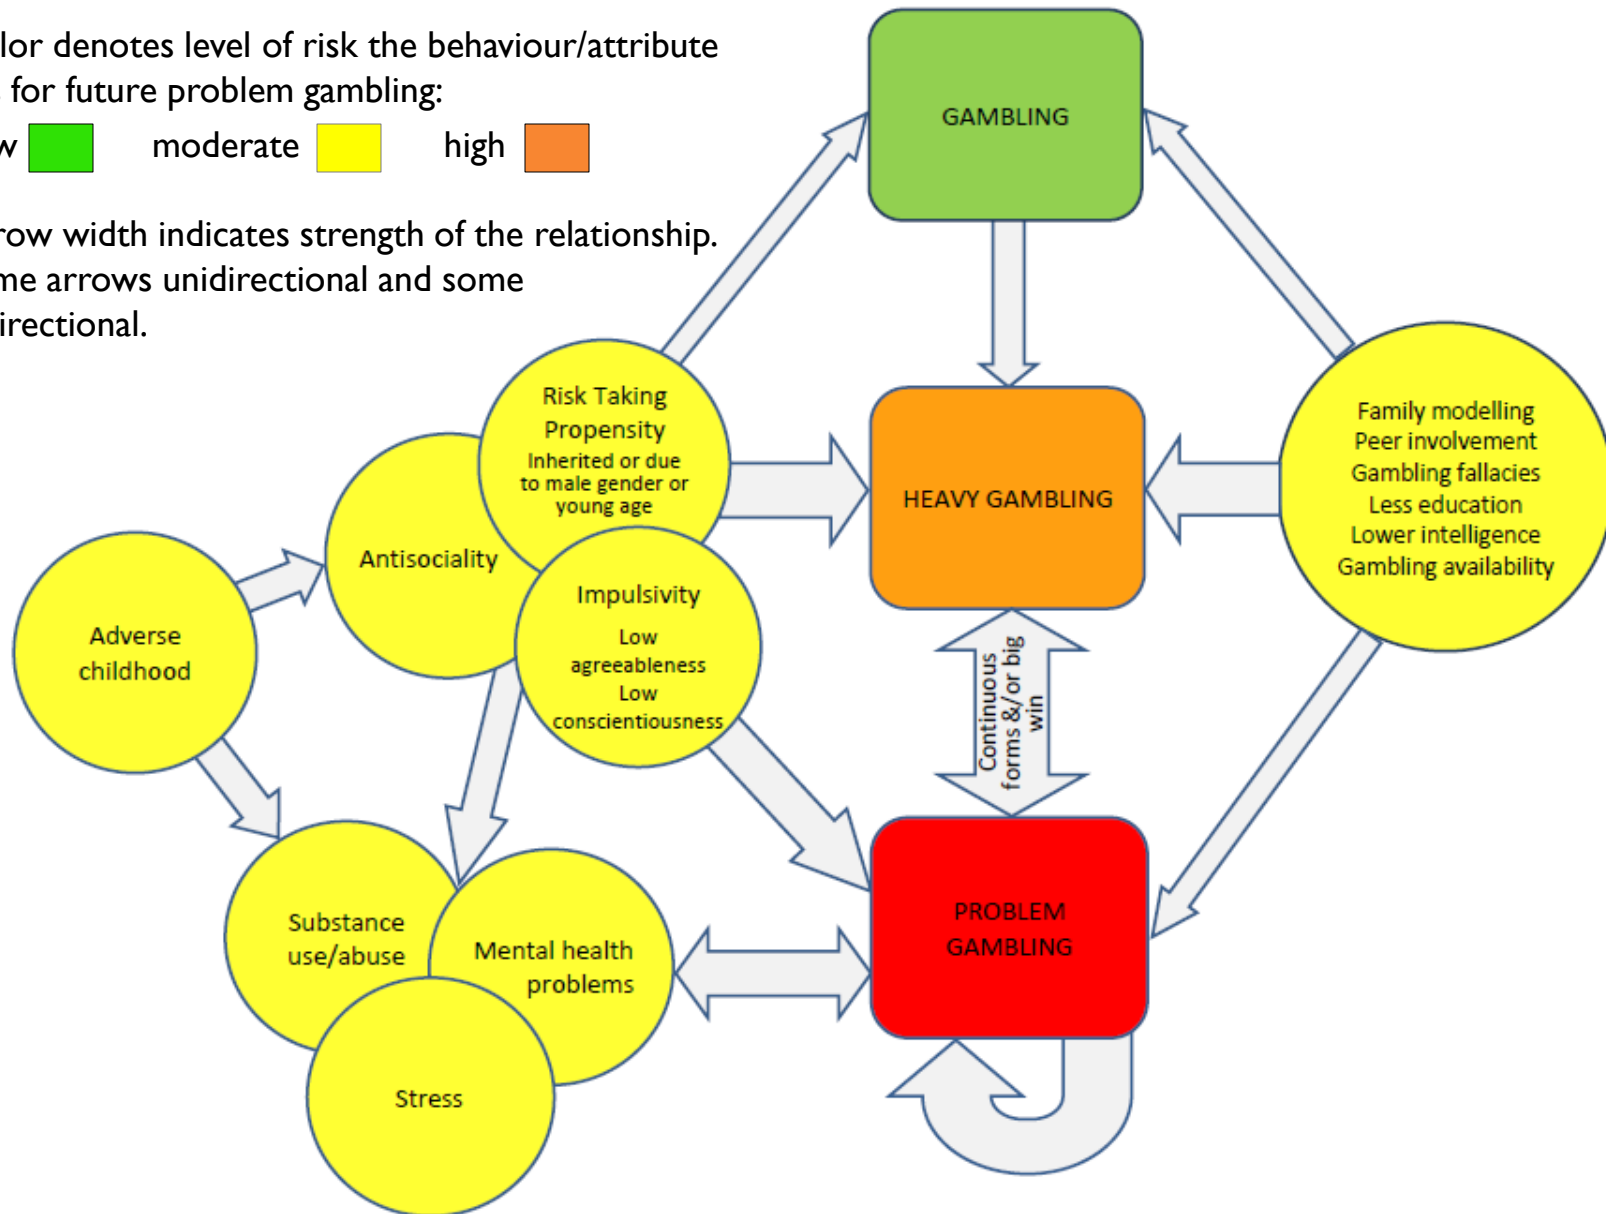 lor denotes level of risk the behaviour/attribute
for future problem gambling:
w moderate high
row width indicates strength of the relationship.
me arrows unidirectional and some
irectional.
GAMBLING
Risk Taking
Propensity
Inherited or due
to male gender or
young age
Antisociality
Impulsivity
Low
agreeableness
Low
conscientiousness
HEAVY GAMBLING
Family modelling
Peer involvement
Gambling fallacies
Less education
Lower intelligence
Gambling availability
Adverse
childhood
Continuous
forms &/or big
win
Substance
use/abuse
Mental health
problems
Stress
PROBLEM
GAMBLING